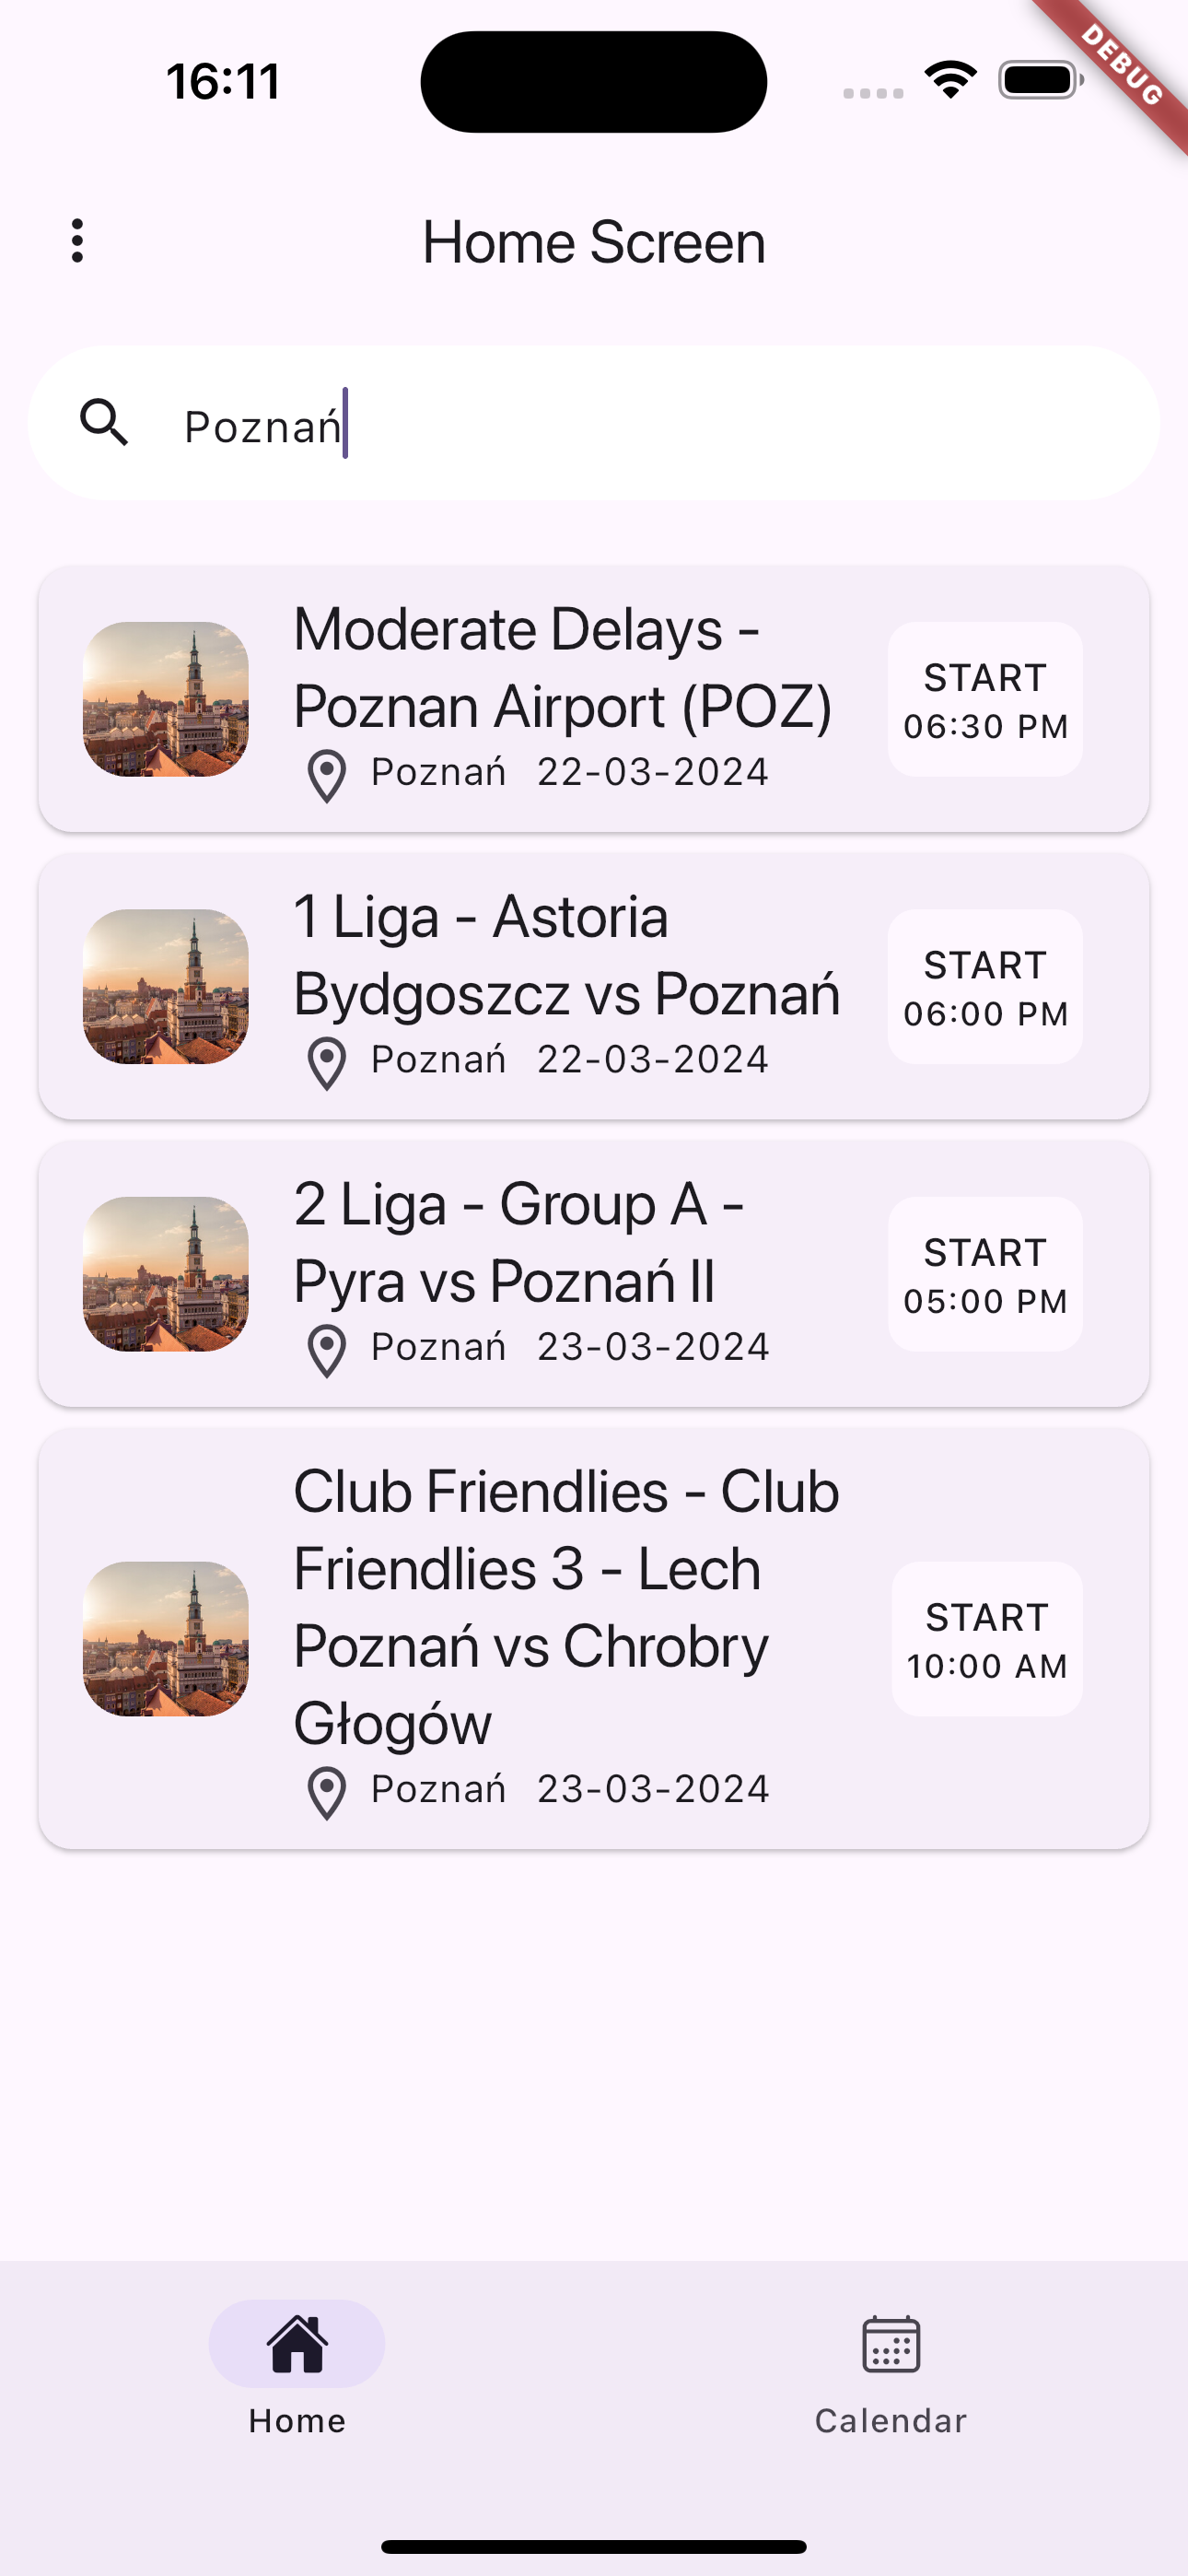 16:11
DEBUG
Home Screen
Poznań
Moderate Delays -
Poznan Airport (POZ)
Poznań 22-03-2024
START
06:30 PM
1 Liga - Astoria
Bydgoszcz vs Poznań
Poznań 22-03-2024
START
06:00 PM
2 Liga - Group A -
Pyra vs Poznań II
Poznań 23-03-2024
START
05:00 PM
Club Friendlies - Club
Friendlies 3 - Lech
Poznań vs Chrobry
Głogów
Poznań 23-03-2024
START
10:00 AM
Home
Calendar